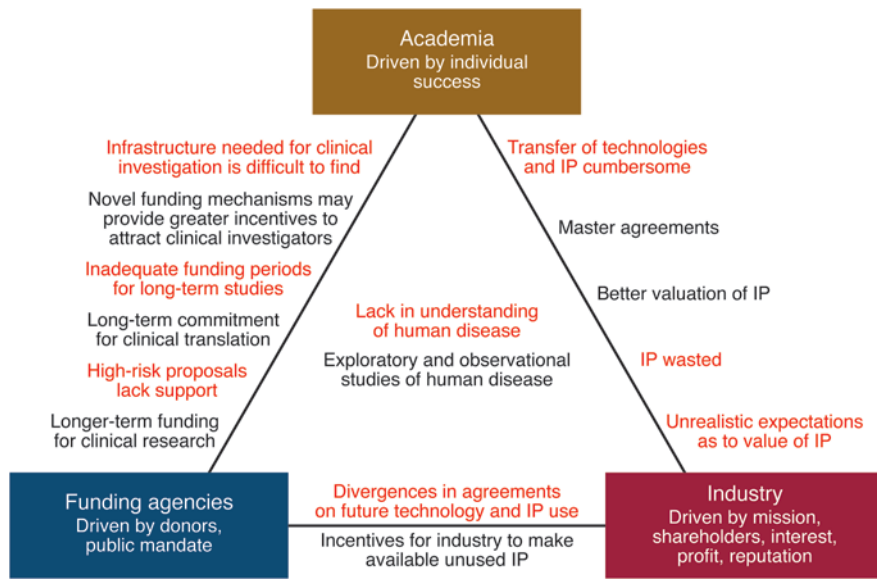 Academia
Driven by individual
success
Infrastructure needed for clinical
investigation is difficult to find
Novel funding mechanisms may
provide greater incentives to
attract clinical investigators
Inadequate funding periods
for long-term studies
Long-term commitment
for clinical translation
High-risk proposals
lack support
Longer-term funding
for clinical research
Transfer of technologies
and IP cumbersome
Master agreements
Better valuation of IP
IP wasted
Unrealistic expectations
as to value of IP
Lack in understanding
of human disease
Exploratory and observational
studies of human disease
Funding agencies
Driven by donors,
public mandate
Divergences in agreements
on future technology and IP use
Incentives for industry to make
available unused IP
Industry
Driven by mission,
shareholders, interest,
profit, reputation